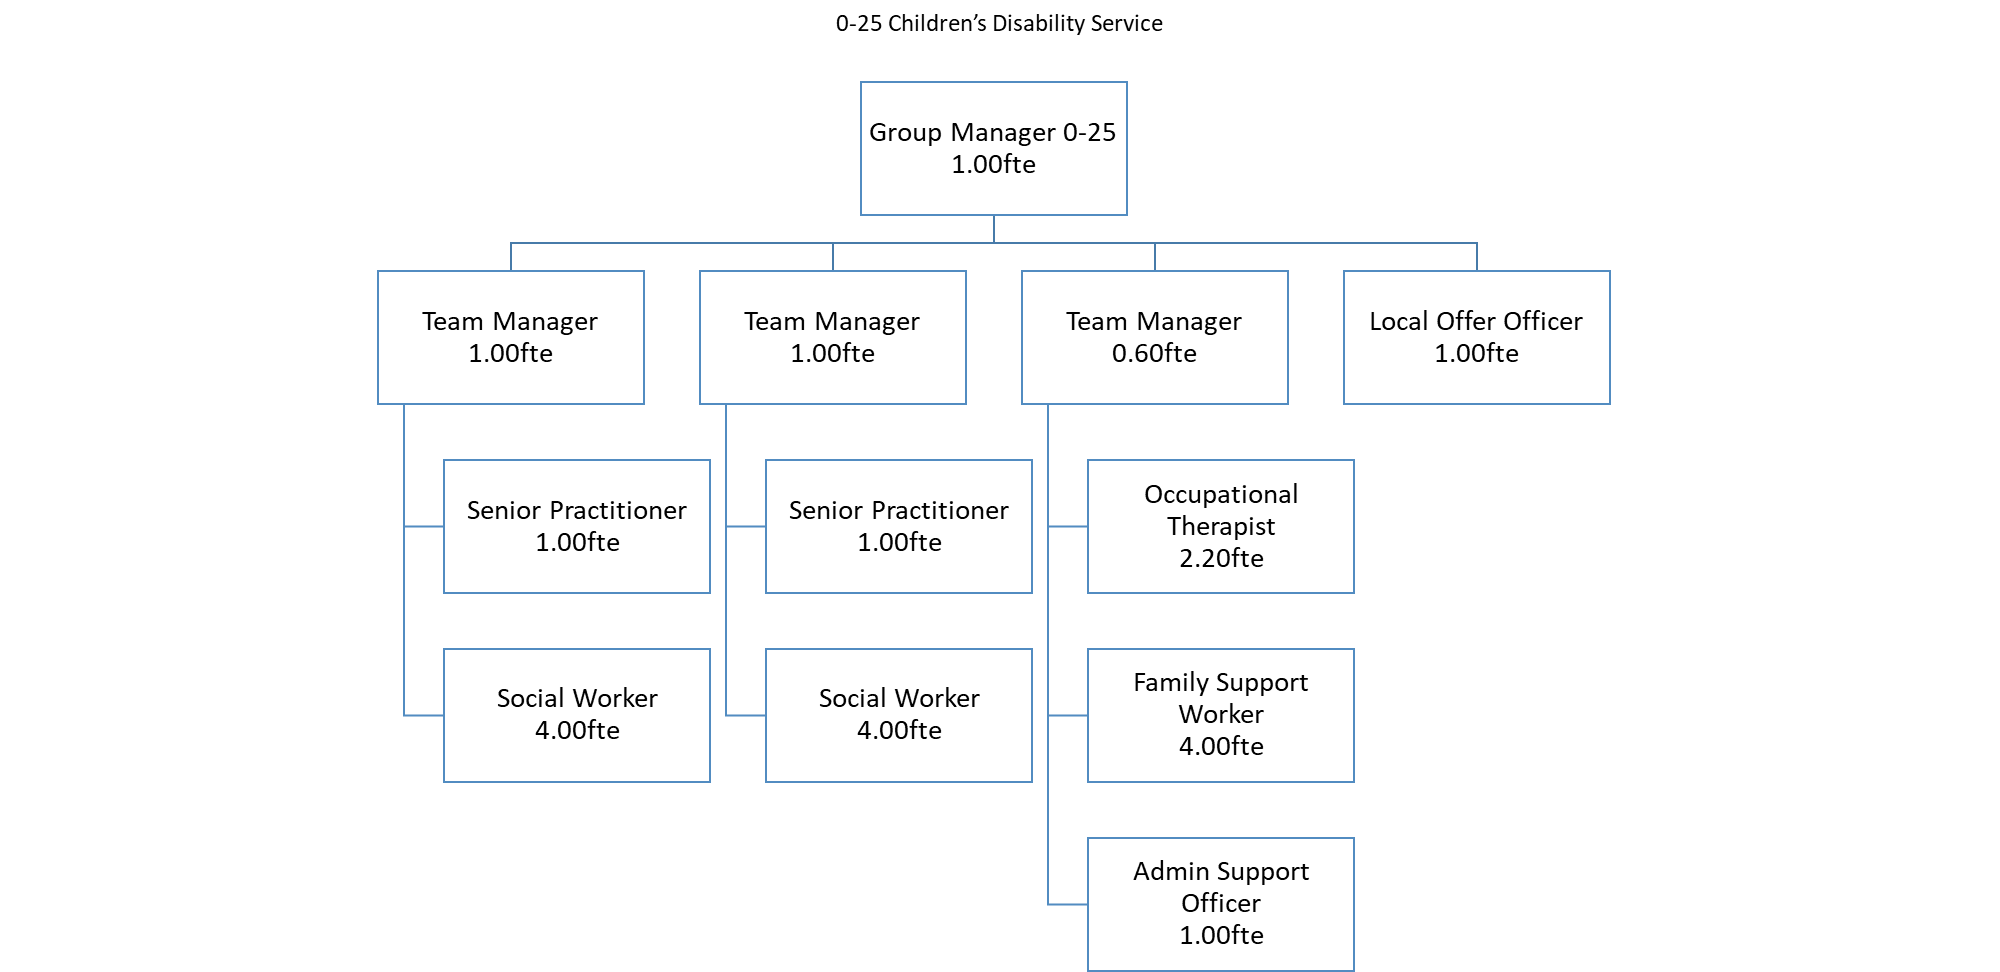 0-25 Children’s Disability Service
Group Manager 0-25
1.00fte
Team Manager
1.00fte
Team Manager
1.00fte
Team Manager
0.60fte
Local Offer Officer
1.00fte
Senior Practitioner
1.00fte
Senior Practitioner
1.00fte
Occupational
Therapist
2.20fte
Social Worker
4.00fte
Social Worker
4.00fte
Family Support
Worker
4.00fte
Admin Support
Officer
1.00fte